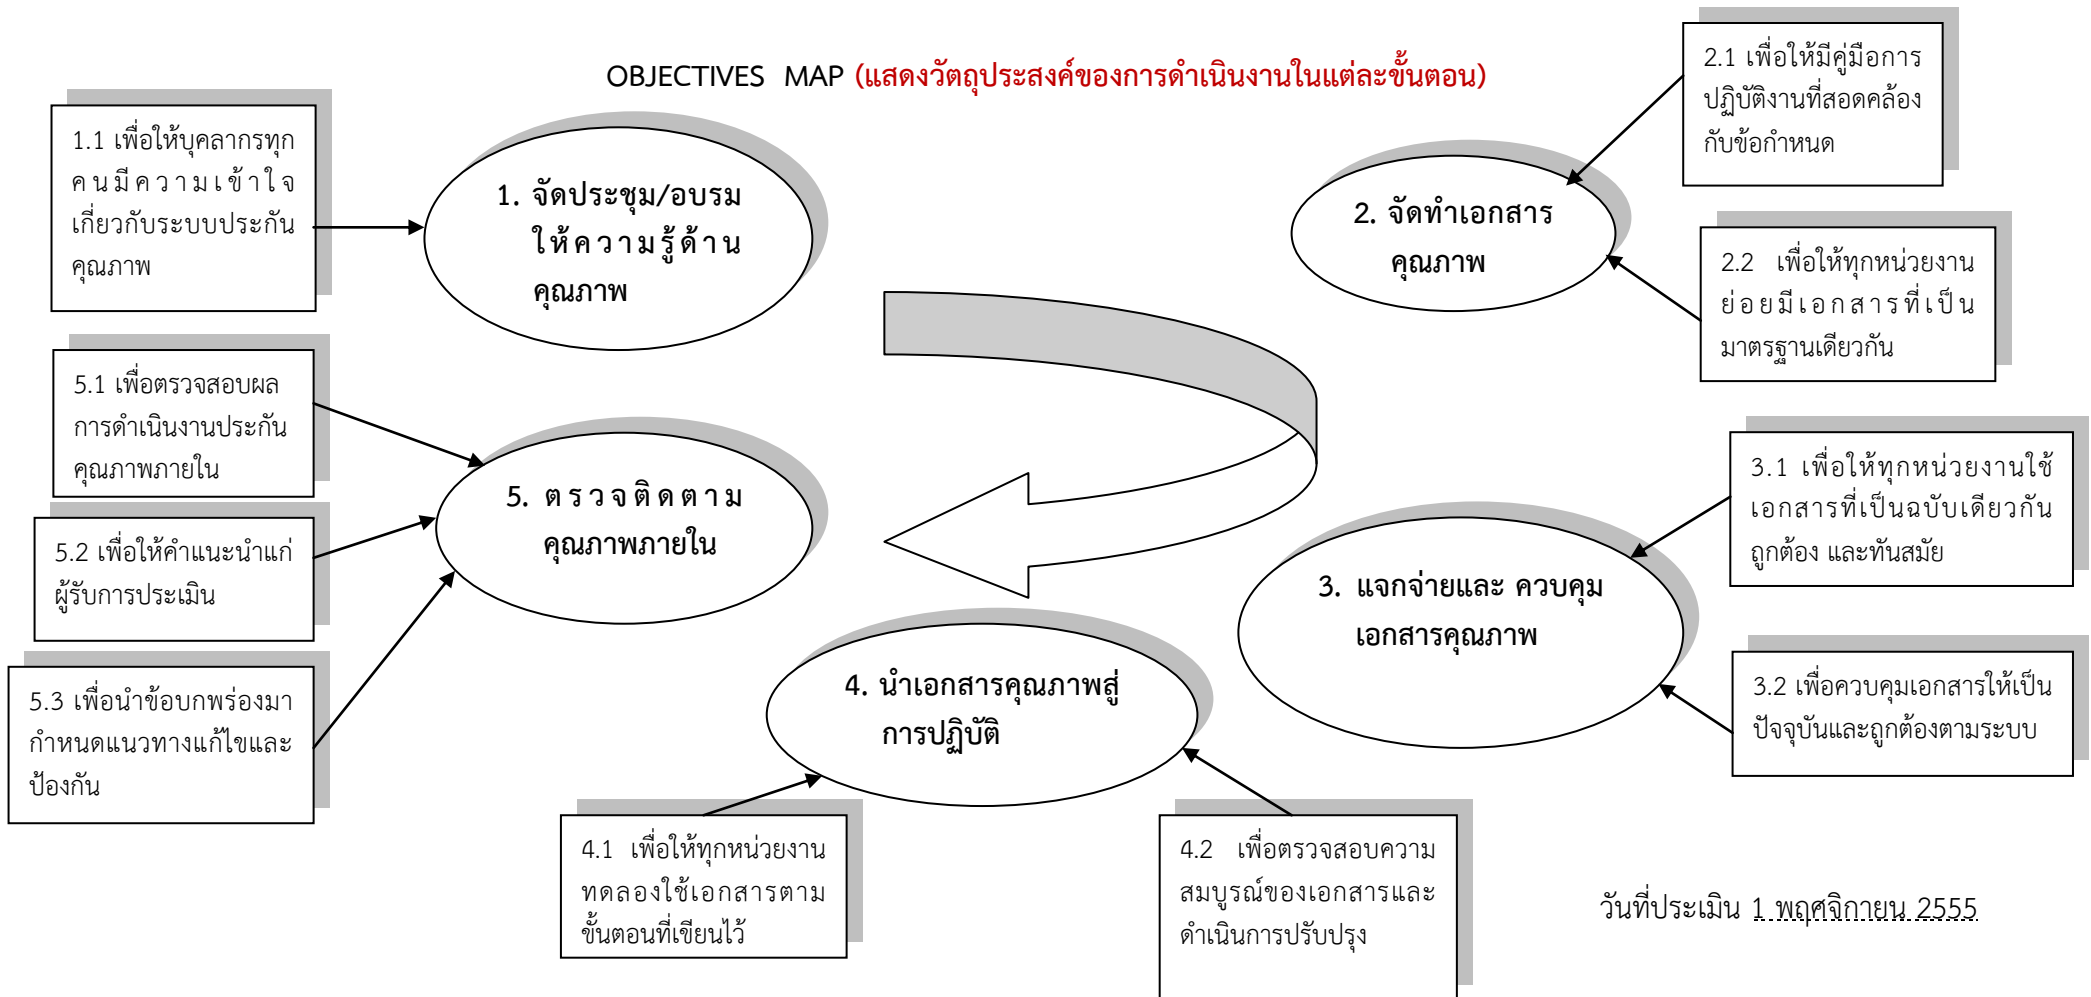 OBJECTIVES MAP (แสดงวัตถุประสงค์ของการดำเนินงานในแต่ละขั้นตอน)
1.1 เพื่อให้บุคลากรทุก
คนมีความเข้าใจ
เกี่ยวกับระบบประกัน
คุณภาพ
1. จัดประชุม/อบรม
ให้ความรู้ด้าน
คุณภาพ
2. จัดทำเอกสาร
คุณภาพ
2.1 เพื่อให้มีคู่มือการ
ปฏิบัติงานที่สอดคล้อง
กับข้อกำหนด
2.2 เพื่อให้ทุกหน่วยงาน
ย่อยมีเอกสารที่เป็น
มาตรฐานเดียวกัน
3. แจกจ่ายและ ควบคุม
เอกสารคุณภาพ
3.1 เพื่อให้ทุกหน่วยงานใช้
เอกสารที่เป็นฉบับเดียวกัน
ถูกต้อง และทันสมัย
3.2 เพื่อควบคุมเอกสารให้เป็น
ปัจจุบันและถูกต้องตามระบบ
4. นำเอกสารคุณภาพสู่
การปฏิบัติ
4.1 เพื่อให้ทุกหน่วยงาน
ทดลองใช้เอกสารตาม
ขั้นตอนที่เขียนไว้
4.2 เพื่อตรวจสอบความ
สมบูรณ์ของเอกสารและ
ดำเนินการปรับปรุง
5. ตรวจติดตาม
คุณภาพภายใน
5.1 เพื่อตรวจสอบผล
การดำเนินงานประกัน
คุณภาพภายใน
5.2 เพื่อให้คำแนะนำแก่
ผู้รับการประเมิน
5.3 เพื่อนำข้อบกพร่องมา
กำหนดแนวทางแก้ไขและ
ป้องกัน
วันที่ประเมิน 1 พฤศจิกายน 2555